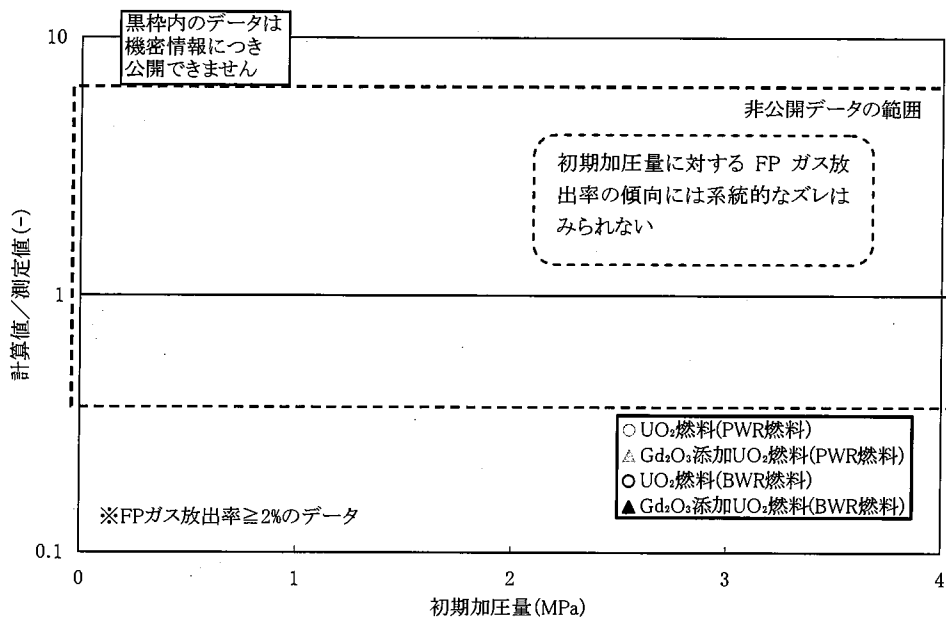 黒枠内のデータは
機密情報につき
公開できません
10
非公開データの範囲
初期加圧量に対する FP ガス放
出率の傾向には系統的なズレは
みられない
計算値/測定値(-)
1
○UO₂燃料(PWR燃料)
△Gd₂O₃添加UO₂燃料(PWR燃料)
○UO₂燃料(BWR燃料)
▲Gd₂O₃添加UO₂燃料(BWR燃料)
※FPガス放出率≧2%のデータ
0.1
0 1 2 3 4
初期加圧量(MPa)